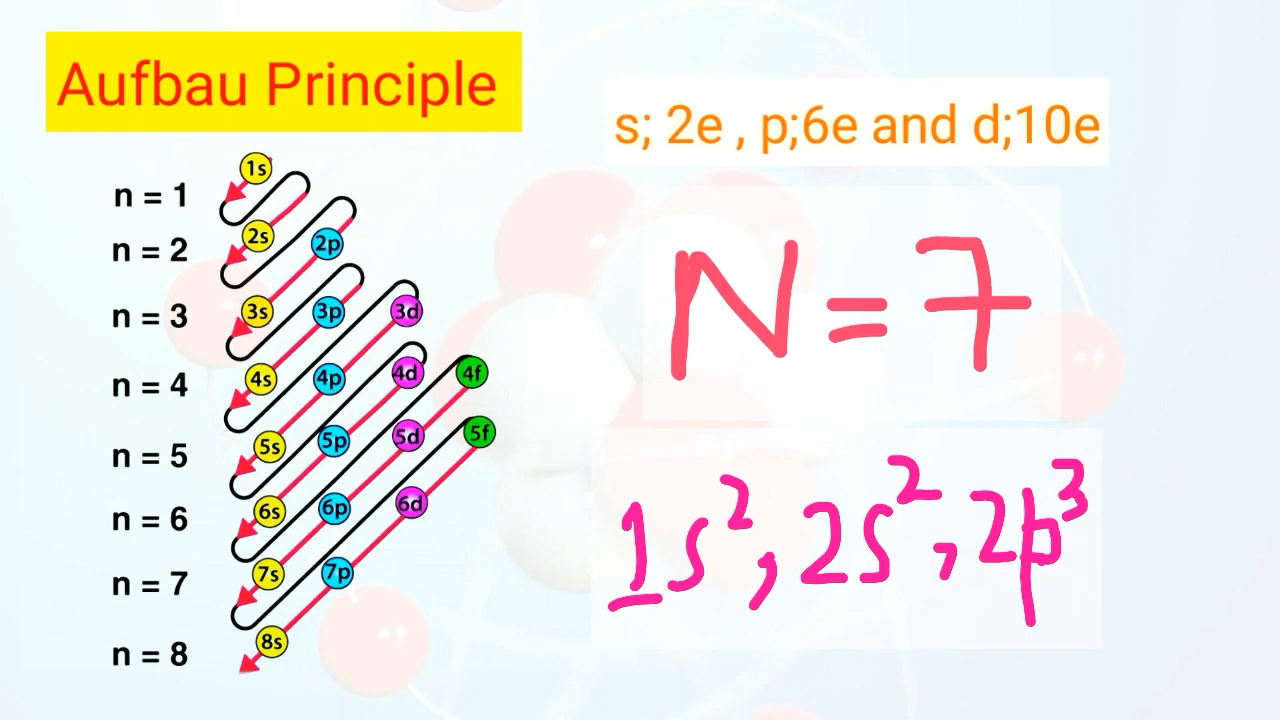 Aufbau Principle
s; 2e , p;6e and d;10e
1s
n = 1
2s 2p
n = 2
3s 3p 3d
n = 3
4s 4p 4d 4f
n = 4
5s 5p 5d 5f
n = 5
6s 6p 6d
n = 6
7s 7p
n = 7
8s
n = 8
N = 7
1s², 2s², 2p³